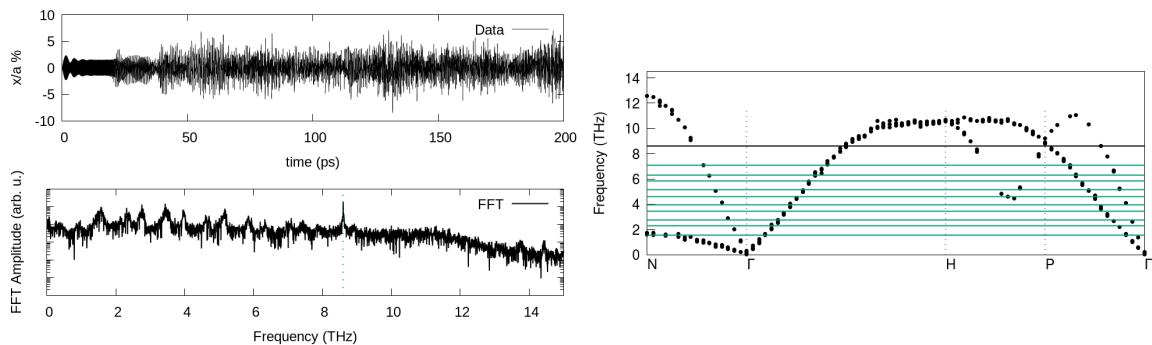 10
5
0
-5
-10
x/a %
Data
0
50
100
150
200
time (ps)
FFT Amplitude (arb. u.)
FFT
0
2
4
6
8
10
12
14
Frequency (THz)
14
12
10
8
6
4
2
0
Frequency (THz)
N
Γ
H
P
Γ